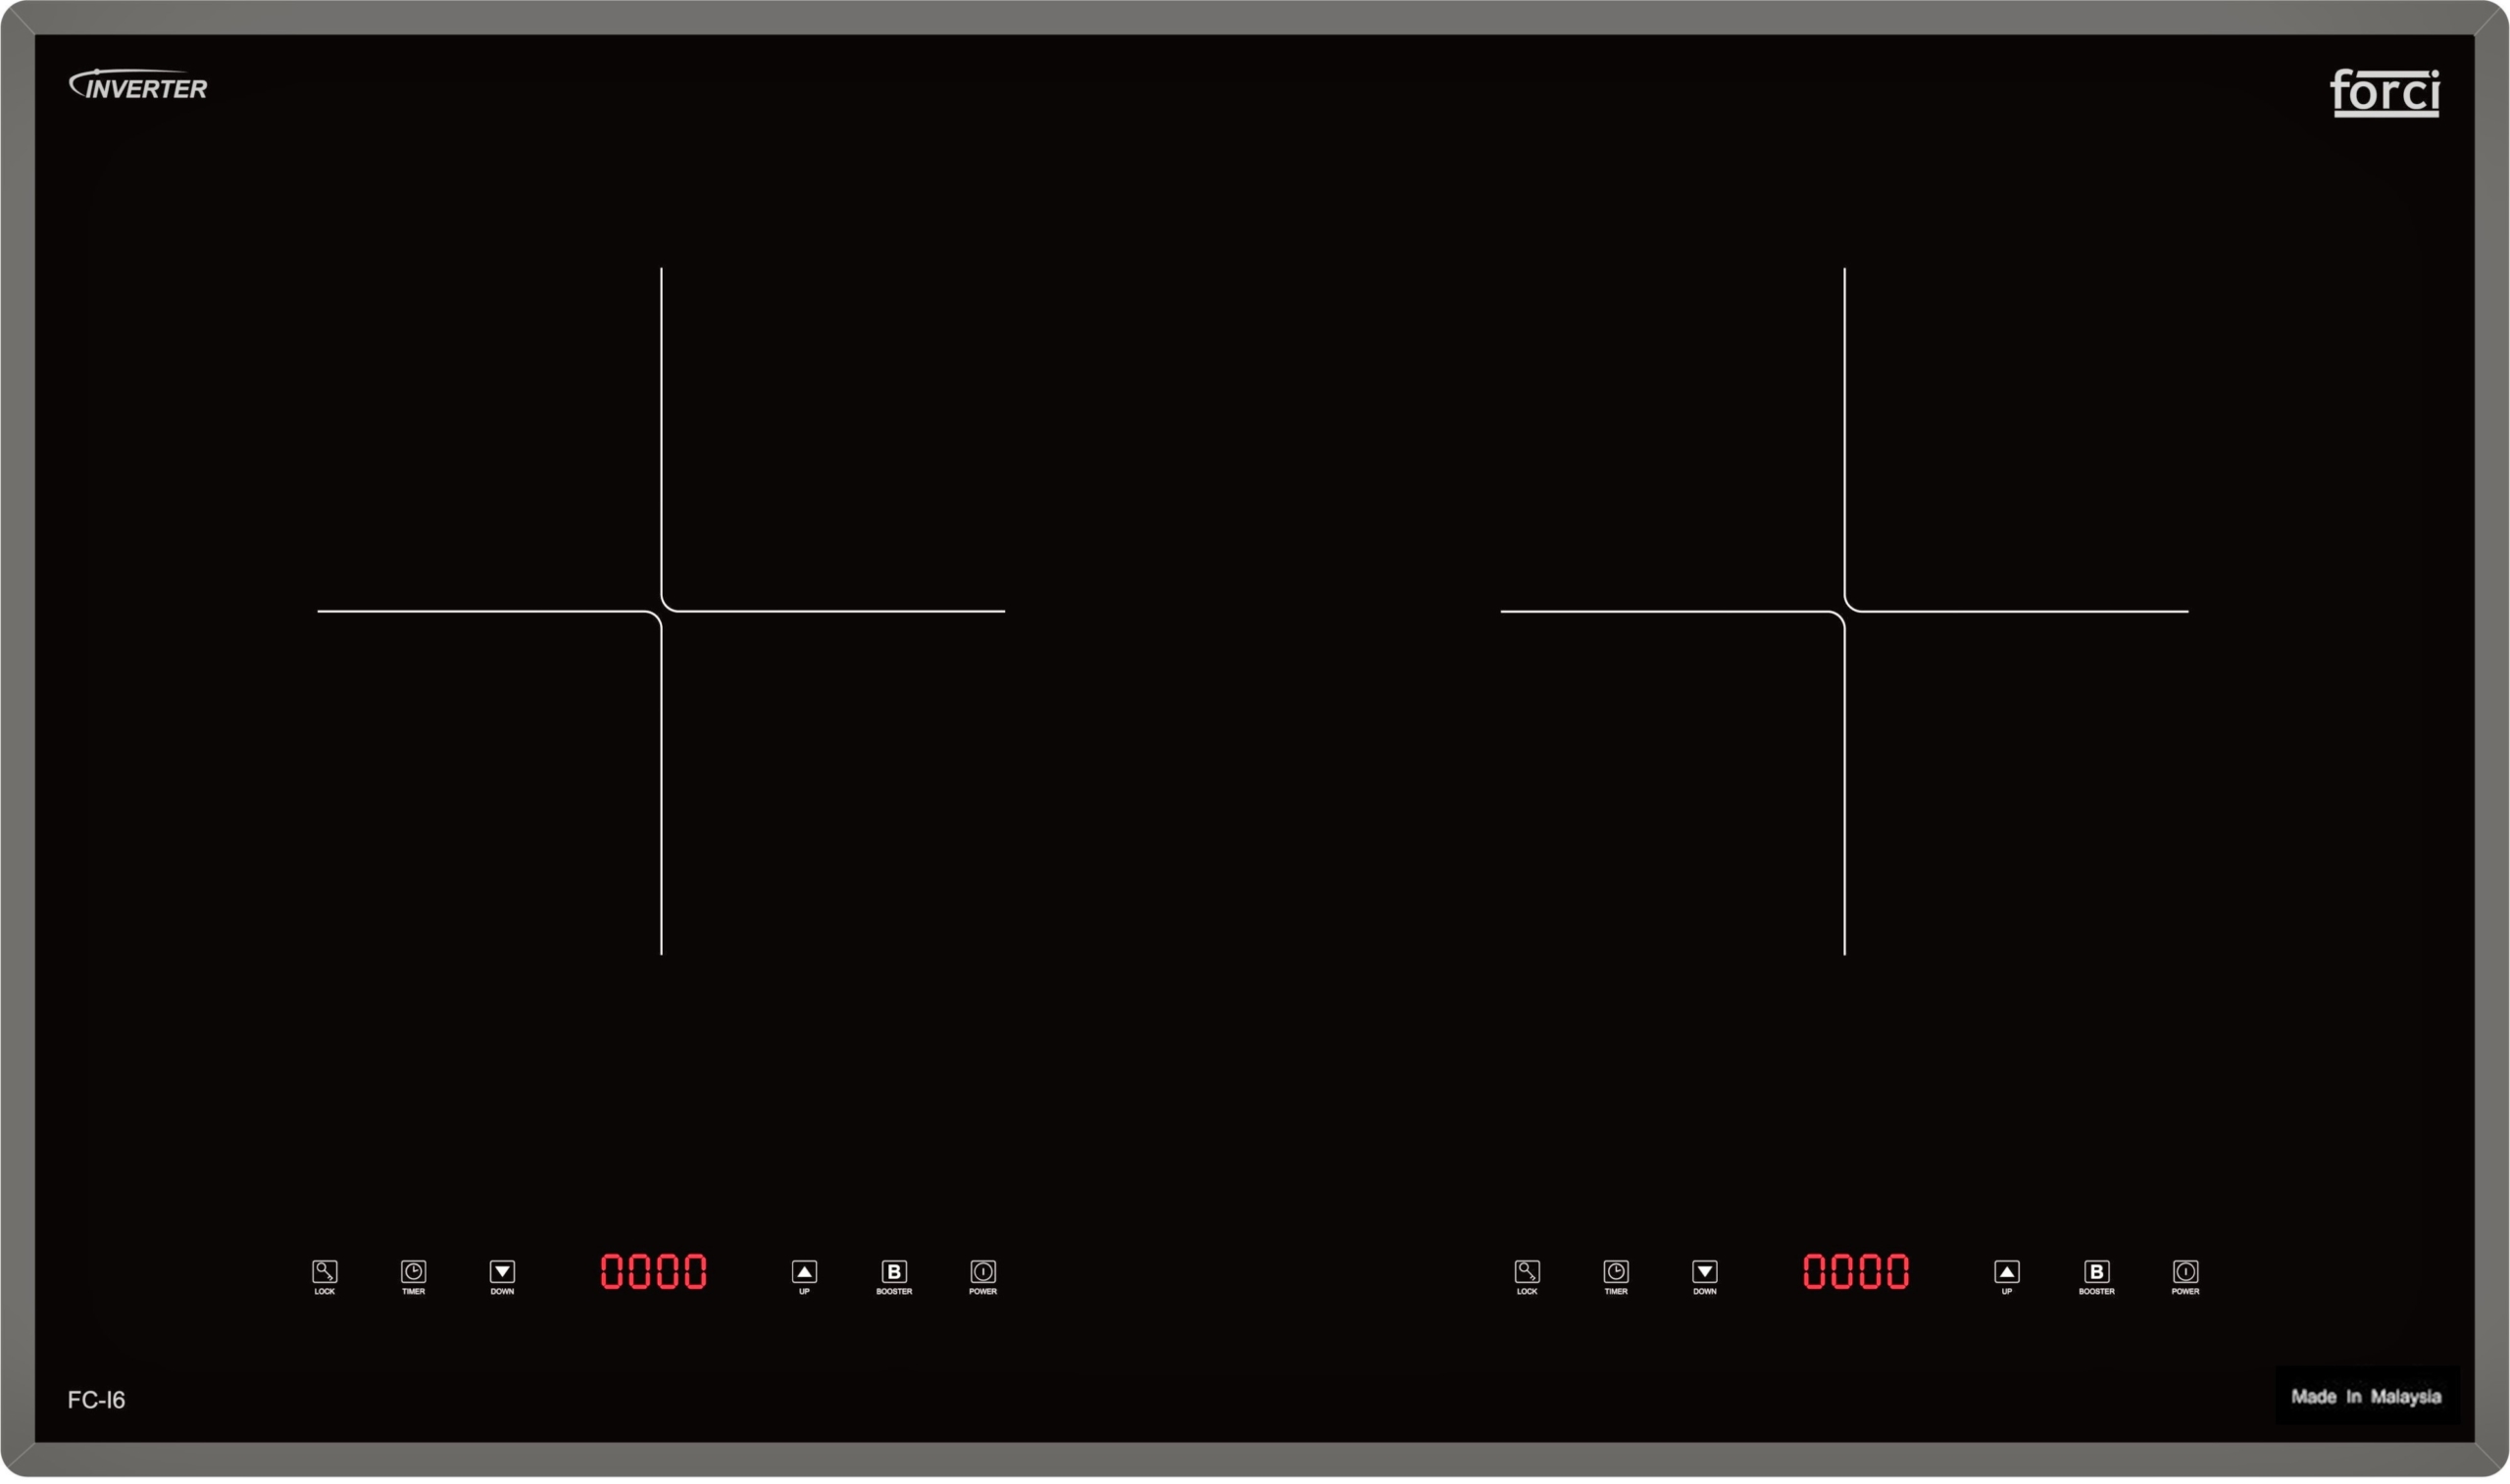 INVERTER
forci
0000
LOCK TIMER DOWN UP BOOSTER POWER
0000
LOCK TIMER DOWN UP BOOSTER POWER
FC-I6
Made In Malaysia